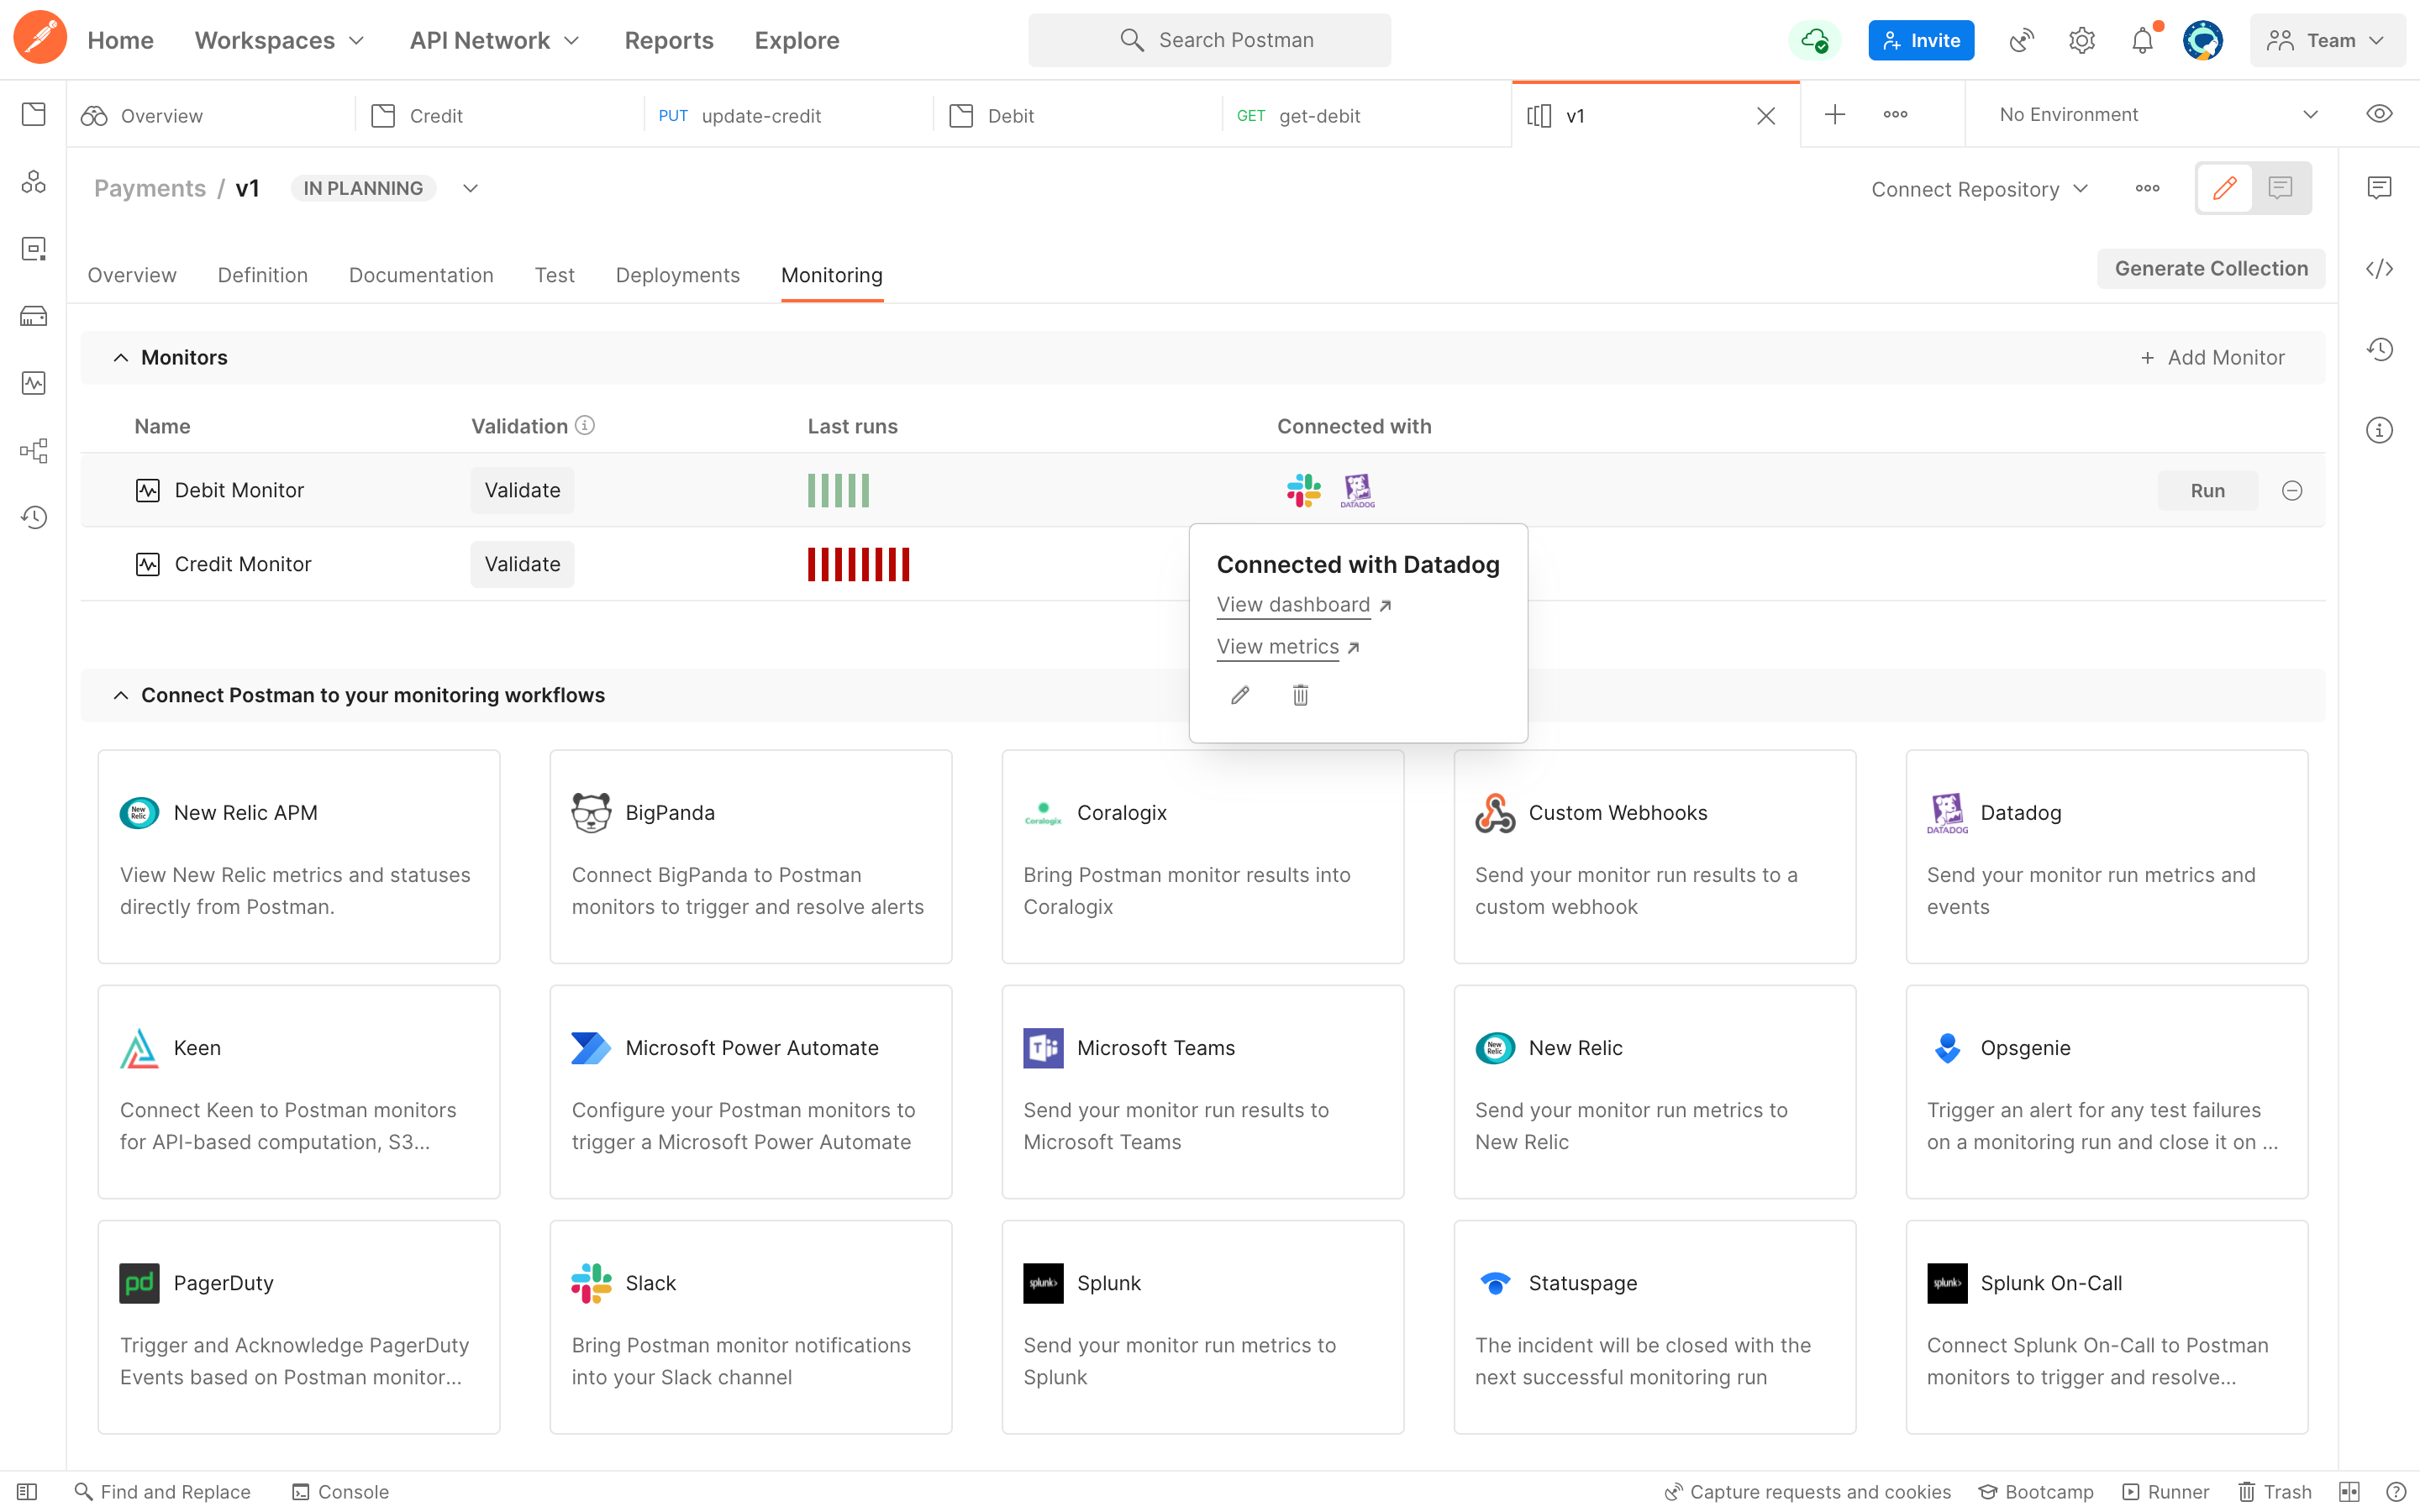 Home
Workspaces
API Network
Reports
Explore
Search Postman
Invite
Team
Overview
Credit
PUT update-credit
Debit
GET get-debit
v1
No Environment
Payments / v1
IN PLANNING
Connect Repository
Overview
Definition
Documentation
Test
Deployments
Monitoring
Generate Collection
Monitors
+ Add Monitor
Name
Validation
Last runs
Connected with
Debit Monitor
Validate
DATADOG
Run
Credit Monitor
Validate
Connected with Datadog
View dashboard
View metrics
Connect Postman to your monitoring workflows
New Relic
New Relic APM
View New Relic metrics and statuses
directly from Postman.
BigPanda
Connect BigPanda to Postman
monitors to trigger and resolve alerts
Coralogix
Coralogix
Bring Postman monitor results into
Coralogix
Custom Webhooks
Send your monitor run results to a
custom webhook
DATADOG
Datadog
Send your monitor run metrics and
events
Keen
Connect Keen to Postman monitors
for API-based computation, S3...
Microsoft Power Automate
Configure your Postman monitors to
trigger a Microsoft Power Automate
Microsoft Teams
Send your monitor run results to
Microsoft Teams
New Relic
New Relic
Send your monitor run metrics to
New Relic
Opsgenie
Trigger an alert for any test failures
on a monitoring run and close it on ...
pd
PagerDuty
Trigger and Acknowledge PagerDuty
Events based on Postman monitor...
Slack
Bring Postman monitor notifications
into your Slack channel
splunk>
Splunk
Send your monitor run metrics to
Splunk
Statuspage
The incident will be closed with the
next successful monitoring run
splunk>
Splunk On-Call
Connect Splunk On-Call to Postman
monitors to trigger and resolve...
Find and Replace
Console
Capture requests and cookies
Bootcamp
Runner
Trash